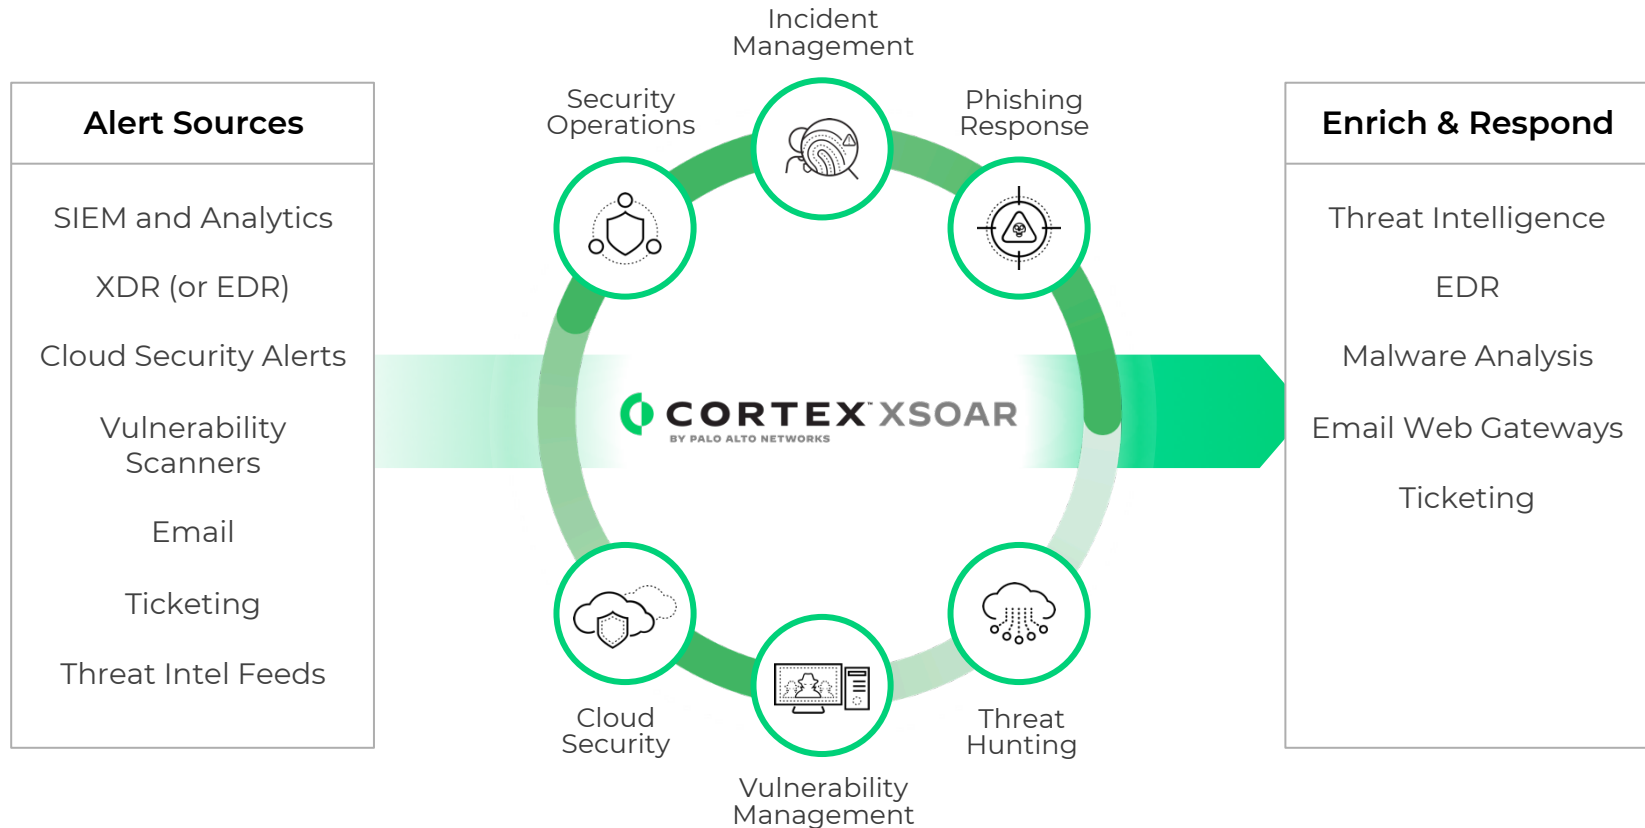 Alert Sources
SIEM and Analytics
XDR (or EDR)
Cloud Security Alerts
Vulnerability
Scanners
Email
Ticketing
Threat Intel Feeds
Incident
Management
Security
Operations
Phishing
Response
CORTEX™ XSOAR
BY PALO ALTO NETWORKS
Cloud
Security
Threat
Hunting
Vulnerability
Management
Enrich & Respond
Threat Intelligence
EDR
Malware Analysis
Email Web Gateways
Ticketing